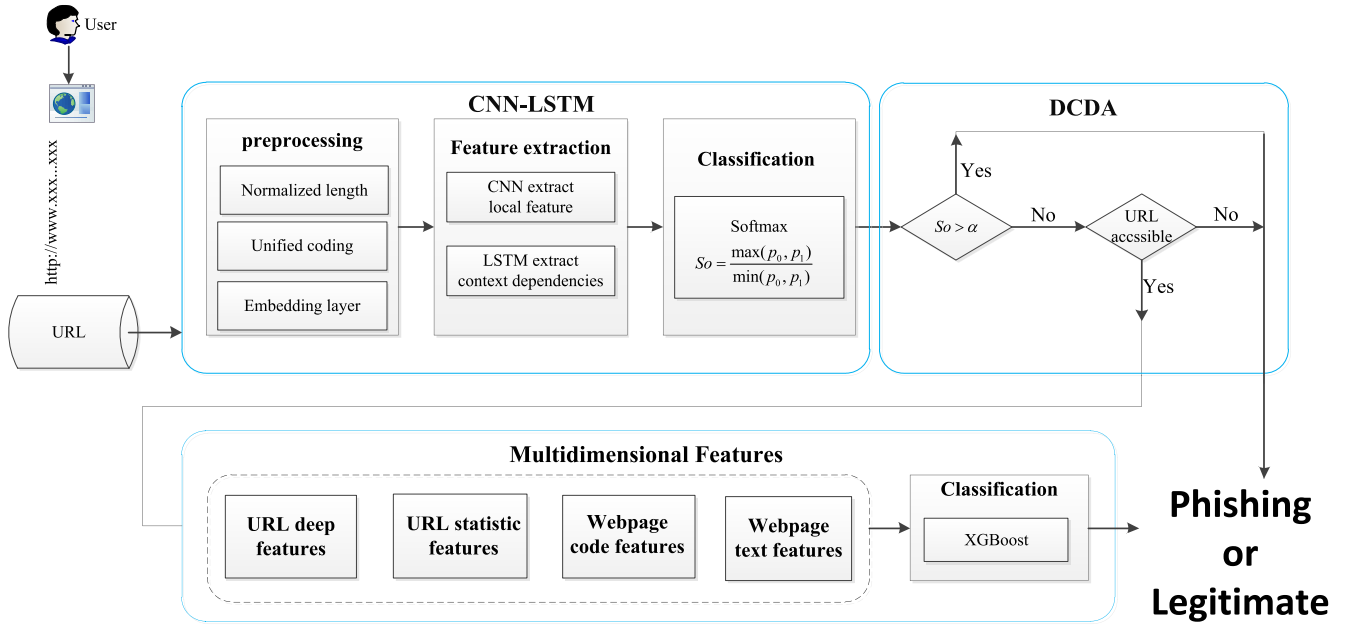 User
http://www.xxx...xxx
URL
CNN-LSTM
preprocessing
Normalized length
Unified coding
Embedding layer
Feature extraction
CNN extract
local feature
LSTM extract
context dependencies
Classification
Softmax
So = max(p₀, p₁) / min(p₀, p₁)
DCDA
So > α
Yes
No
URL
accssible
No
Yes
Multidimensional Features
URL deep
features
URL statistic
features
Webpage
code features
Webpage
text features
Classification
XGBoost
Phishing
or
Legitimate